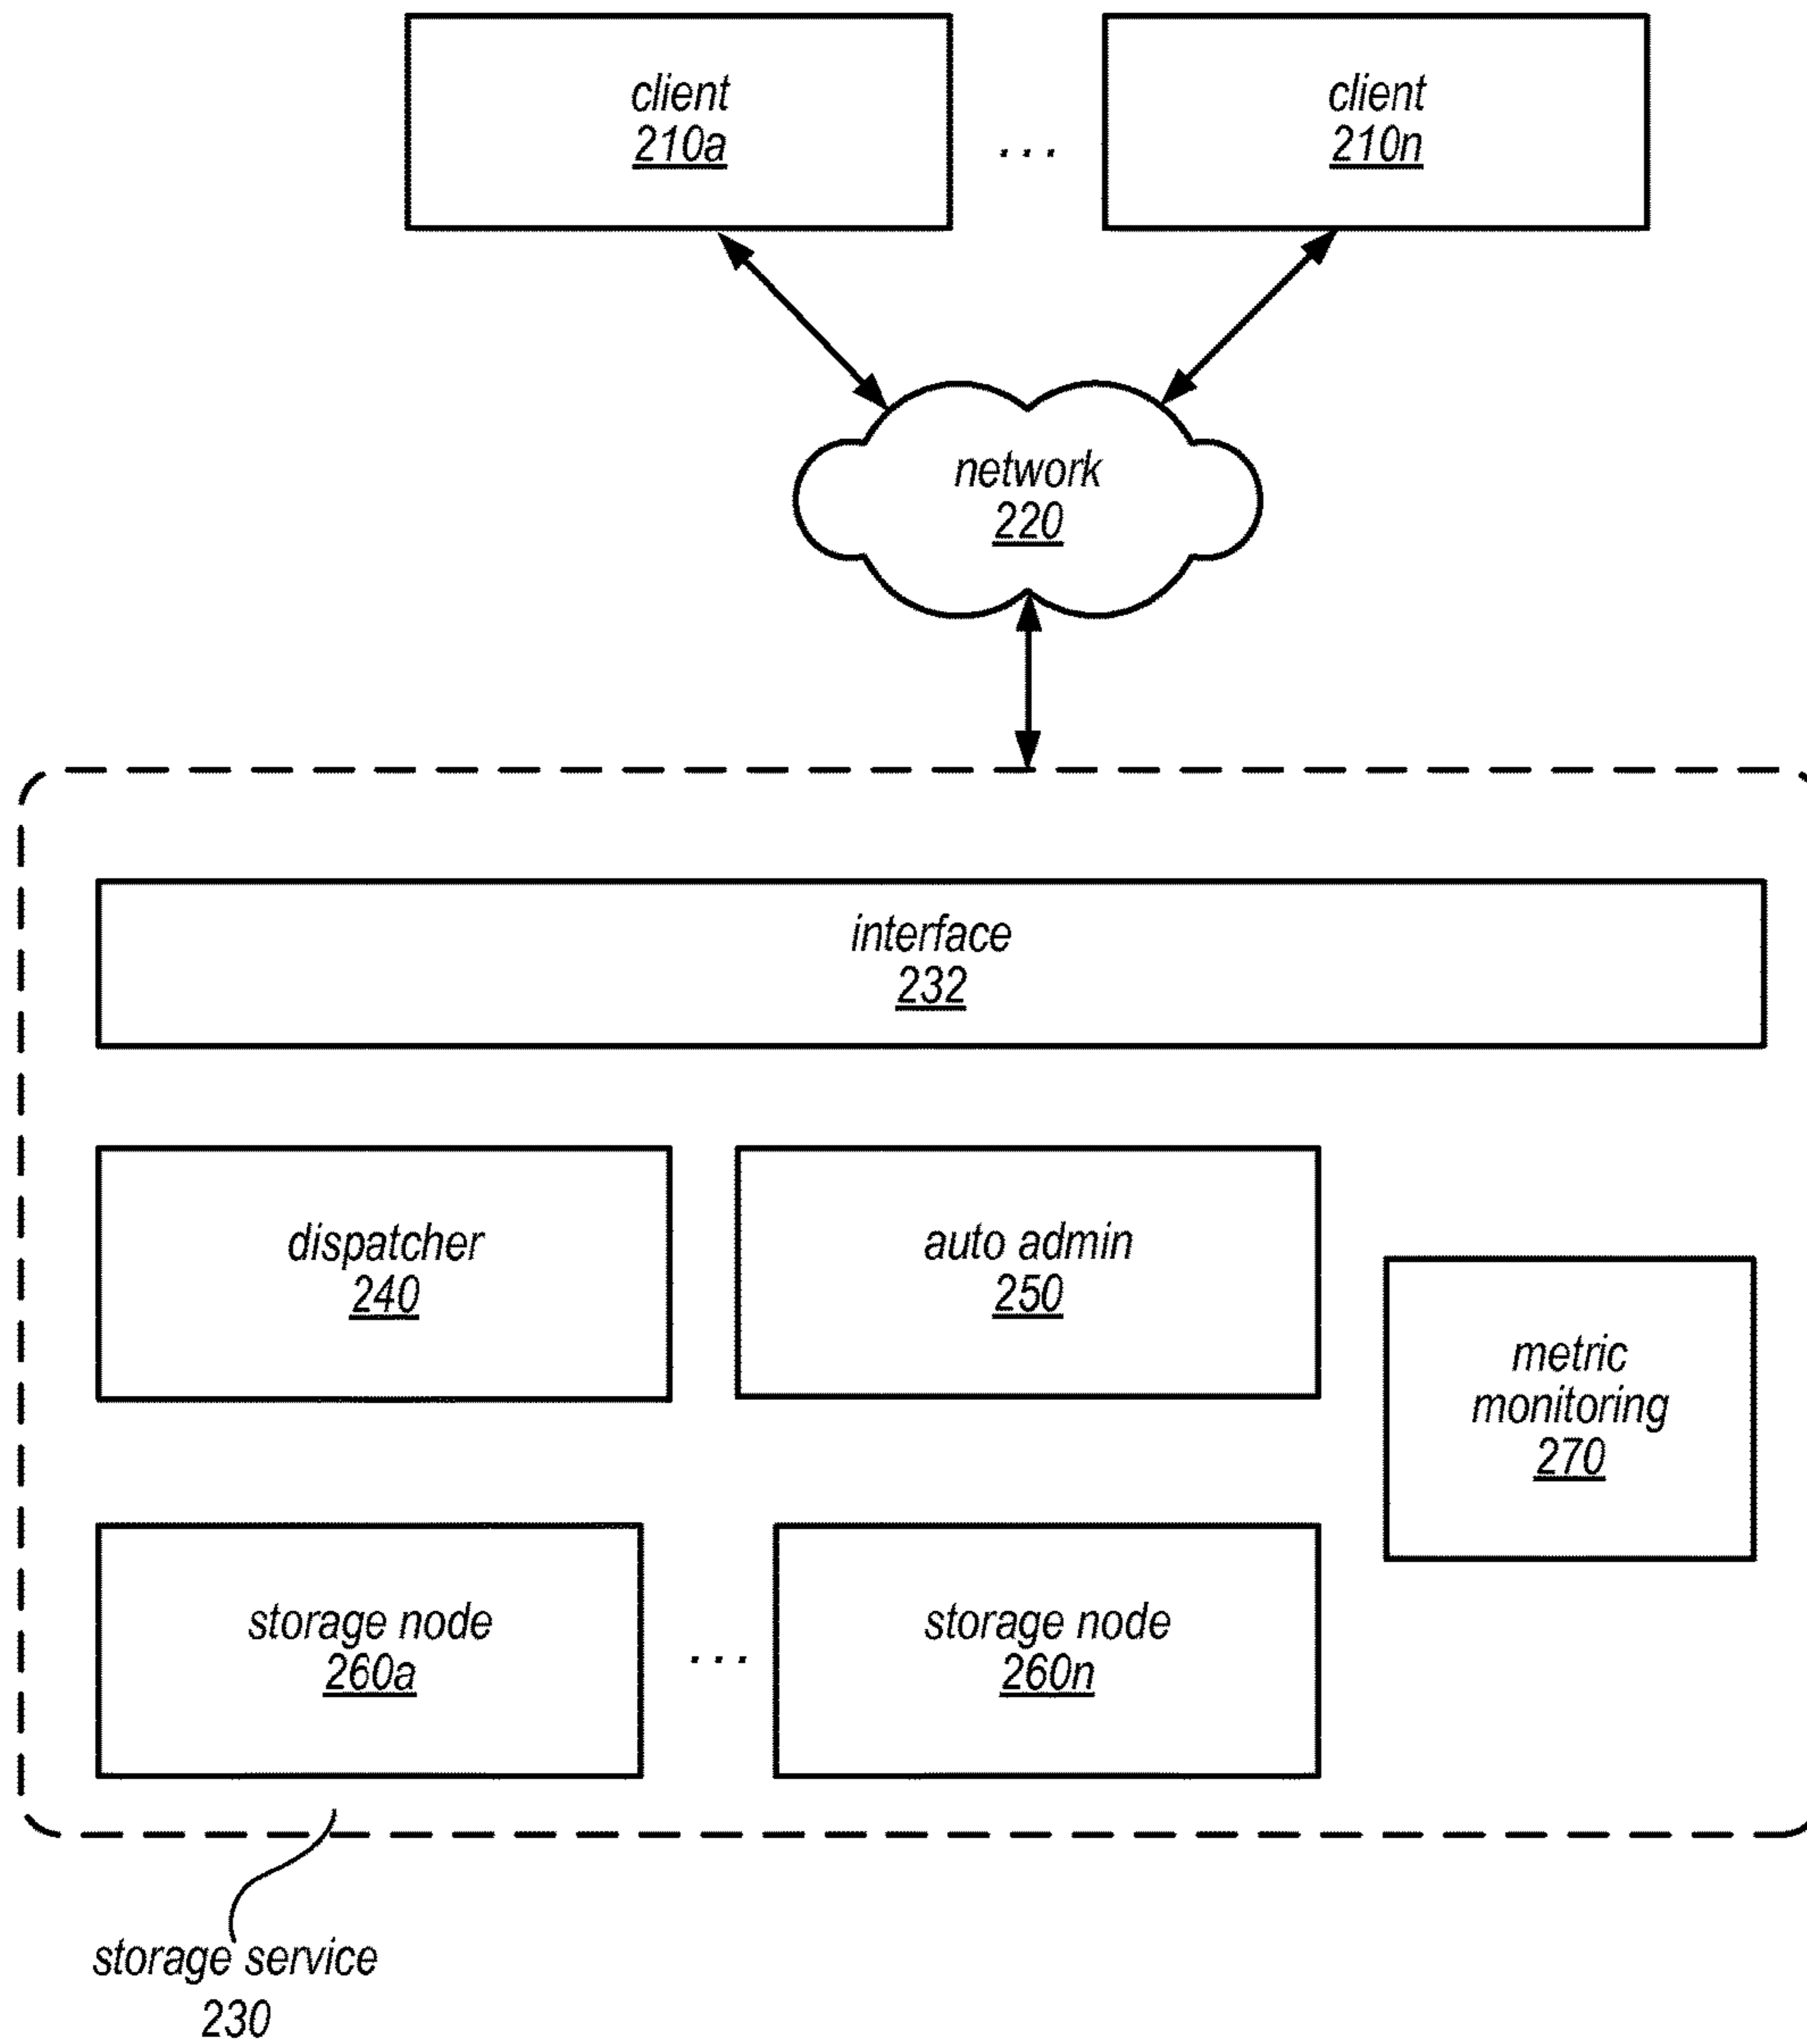 client
210a
...
client
210n
network
220
interface
232
dispatcher
240
auto admin
250
metric
monitoring
270
storage node
260a
...
storage node
260n
storage service
230